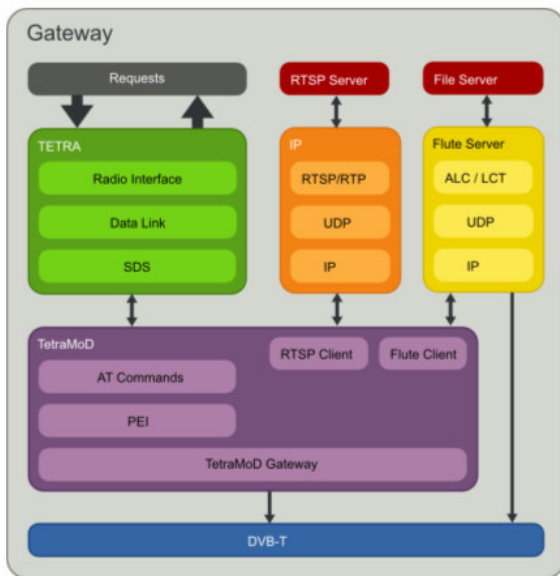 Gateway
Requests
RTSP Server
File Server
TETRA
Radio Interface
Data Link
SDS
IP
RTSP/RTP
UDP
IP
Flute Server
ALC / LCT
UDP
IP
TetraMoD
RTSP Client
Flute Client
AT Commands
PEI
TetraMoD Gateway
DVB-T